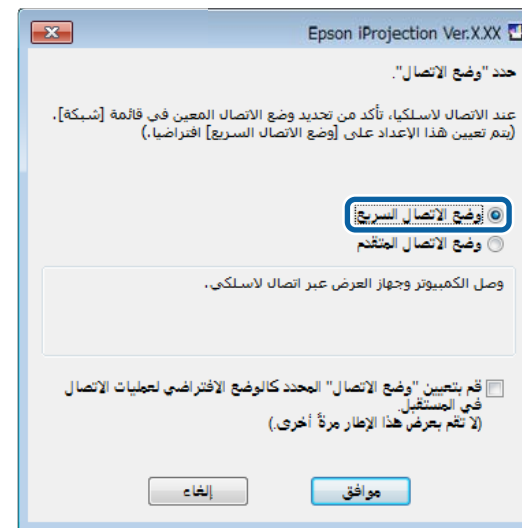 Epson iProjection Ver.X.XX
حدد "وضع الاتصال".
عند الاتصال لاسلكيا، تأكد من تحديد وضع الاتصال المعين في قائمة [شبكة].
(يتم تعيين هذا الإعداد على [وضع الاتصال السريع] افتراضيا.)
وضع الاتصال السريع
وضع الاتصال المتقدم
وصل الكمبيوتر وجهاز العرض عبر اتصال لاسلكي.
قم بتعيين "وضع الاتصال" المحدد كالوضع الافتراضي لعمليات الاتصال
في المستقبل.
(لا تقم بعرض هذا الإطار مرةً أخرى.)
موافق
إلغاء